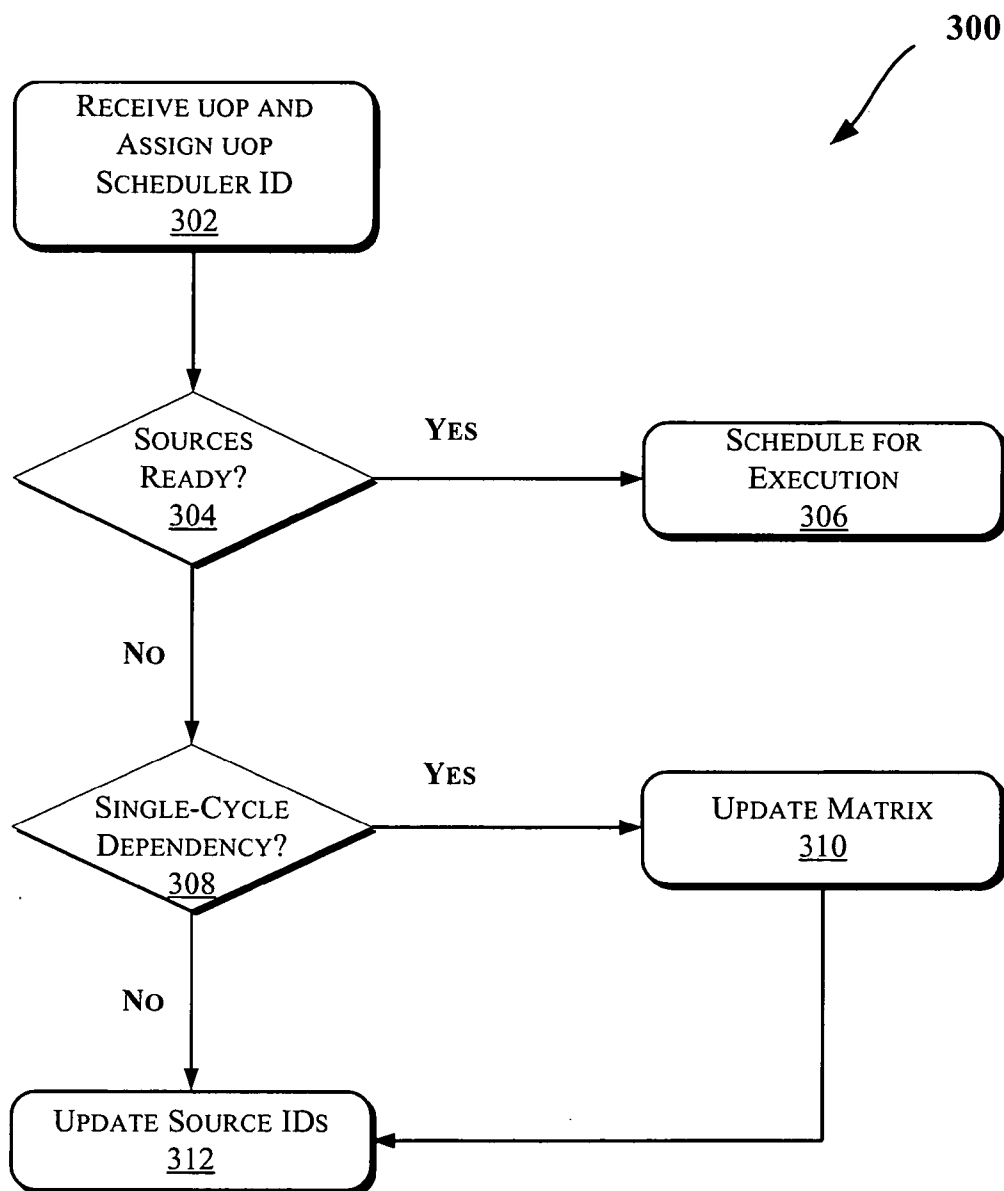 300
RECEIVE UOP AND
ASSIGN UOP
SCHEDULER ID
302
SOURCES
READY?
304
YES
SCHEDULE FOR
EXECUTION
306
NO
SINGLE-CYCLE
DEPENDENCY?
308
YES
UPDATE MATRIX
310
NO
UPDATE SOURCE IDS
312